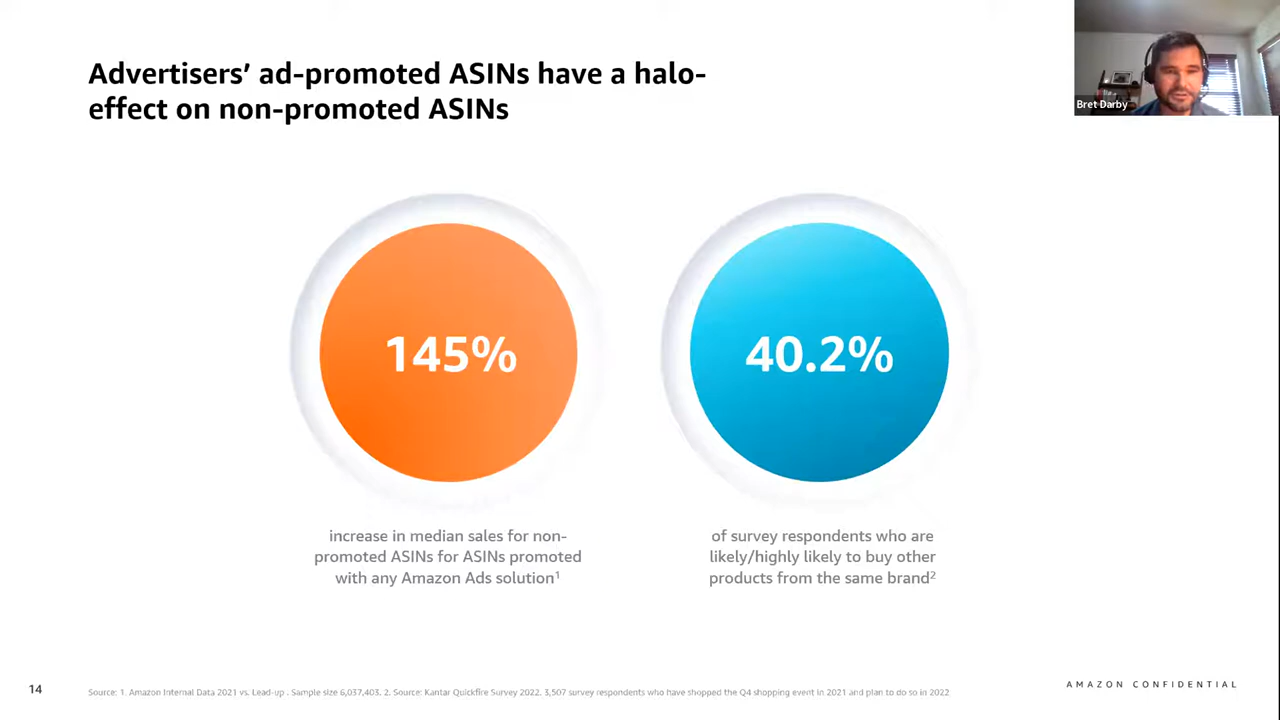 Advertisers’ ad-promoted ASINs have a halo-
effect on non-promoted ASINs
Bret Darby
145%
40.2%
increase in median sales for non-
promoted ASINs for ASINs promoted
with any Amazon Ads solution¹
of survey respondents who are
likely/highly likely to buy other
products from the same brand²
14
Source: 1. Amazon Internal Data 2021 vs. Lead-up . Sample size 6,037,403. 2. Source: Kantar Quickfire Survey 2022. 3,507 survey respondents who have shopped the Q4 shopping event in 2021 and plan to do so in 2022
AMAZON CONFIDENTIAL